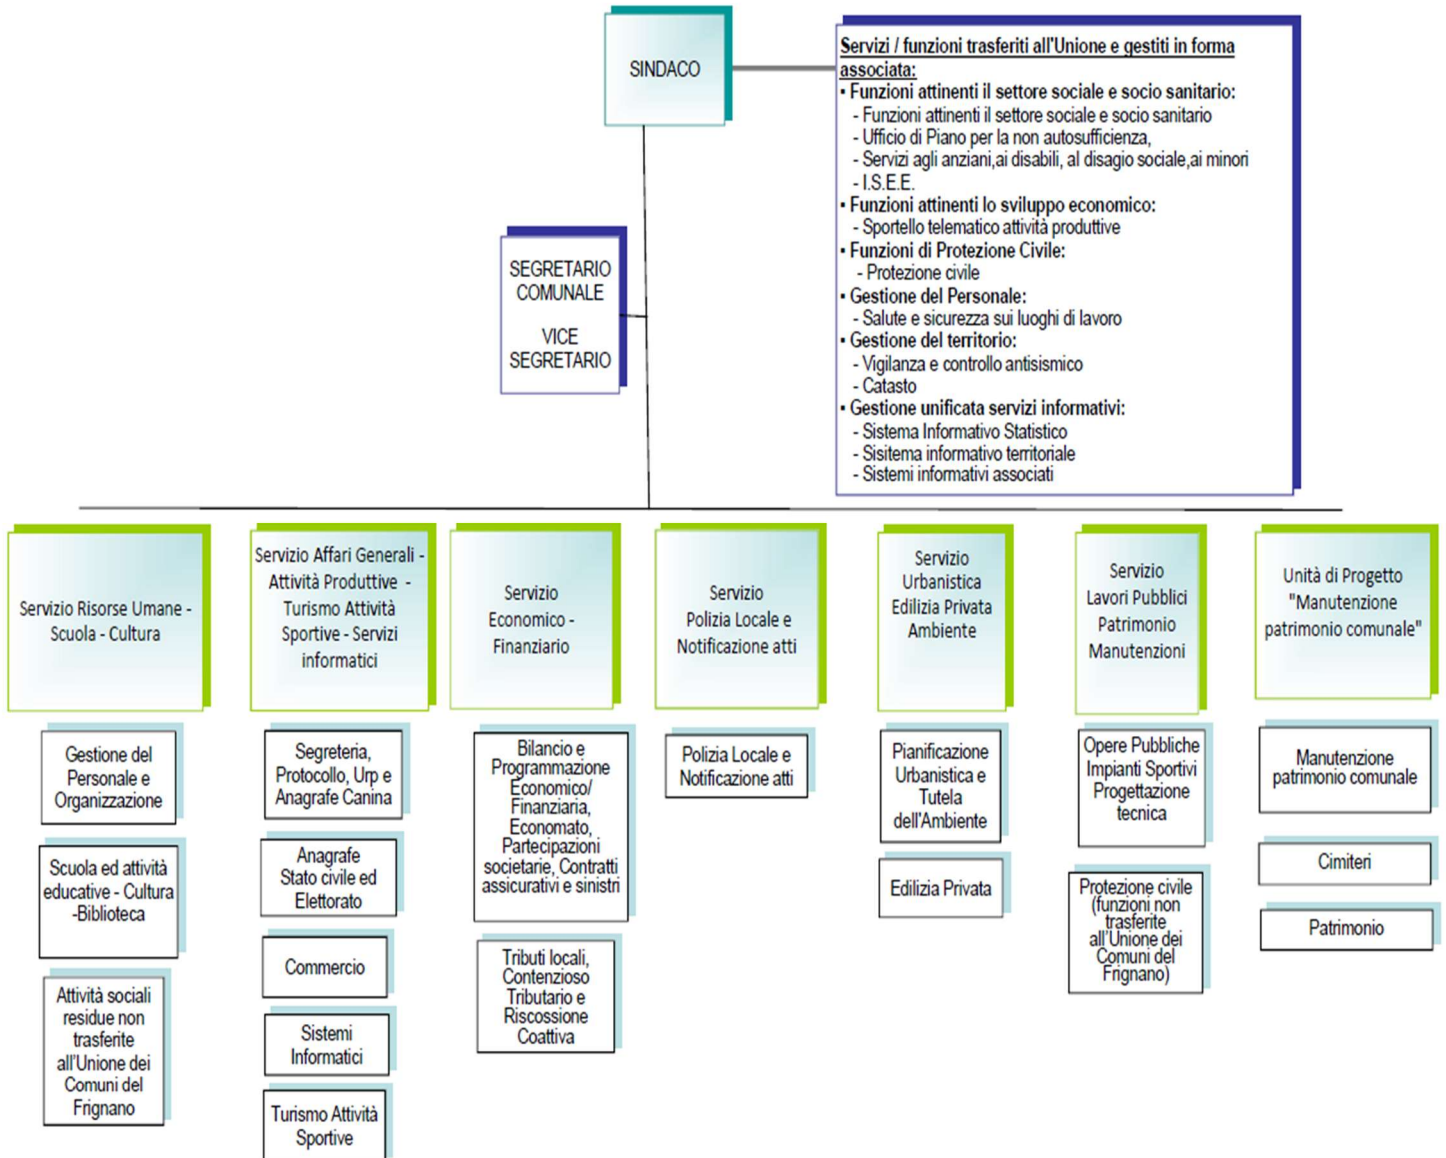 SINDACO
Servizi / funzioni trasferiti all'Unione e gestiti in forma
associata:
▪ Funzioni attinenti il settore sociale e socio sanitario:
- Funzioni attinenti il settore sociale e socio sanitario
- Ufficio di Piano per la non autosufficienza,
- Servizi agli anziani,ai disabili, al disagio sociale,ai minori
- I.S.E.E.
▪ Funzioni attinenti lo sviluppo economico:
- Sportello telematico attività produttive
▪ Funzioni di Protezione Civile:
- Protezione civile
▪ Gestione del Personale:
- Salute e sicurezza sui luoghi di lavoro
▪ Gestione del territorio:
- Vigilanza e controllo antisismico
- Catasto
▪ Gestione unificata servizi informativi:
- Sistema Informativo Statistico
- Sisitema informativo territoriale
- Sistemi informativi associati
SEGRETARIO
COMUNALE
VICE
SEGRETARIO
Servizio Risorse Umane -
Scuola - Cultura
Gestione del
Personale e
Organizzazione
Scuola ed attività
educative - Cultura
-Biblioteca
Attività sociali
residue non
trasferite
all'Unione dei
Comuni del
Frignano
Servizio Affari Generali -
Attività Produttive -
Turismo Attività
Sportive - Servizi
informatici
Segreteria,
Protocollo, Urp e
Anagrafe Canina
Anagrafe
Stato civile ed
Elettorato
Commercio
Sistemi
Informatici
Turismo Attività
Sportive
Servizio
Economico -
Finanziario
Bilancio e
Programmazione
Economico/
Finanziaria,
Economato,
Partecipazioni
societarie, Contratti
assicurativi e sinistri
Tributi locali,
Contenzioso
Tributario e
Riscossione
Coattiva
Servizio
Polizia Locale e
Notificazione atti
Polizia Locale e
Notificazione atti
Servizio
Urbanistica
Edilizia Privata
Ambiente
Pianificazione
Urbanistica e
Tutela
dell'Ambiente
Edilizia Privata
Servizio
Lavori Pubblici
Patrimonio
Manutenzioni
Opere Pubbliche
Impianti Sportivi
Progettazione
tecnica
Protezione civile
(funzioni non
trasferite
all'Unione dei
Comuni del
Frignano)
Unità di Progetto
"Manutenzione
patrimonio comunale"
Manutenzione
patrimonio comunale
Cimiteri
Patrimonio